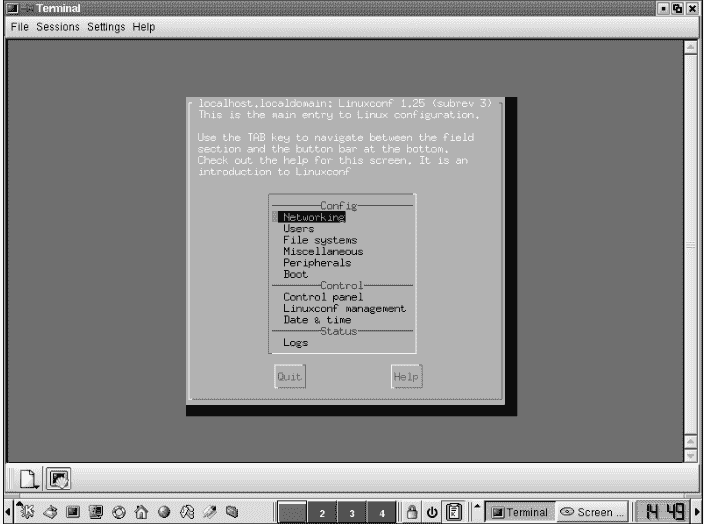 Terminal
File Sessions Settings Help
localhost.localdomain: Linuxconf 1.25 (subrev 3)
This is the main entry to Linux configuration.
Use the TAB key to navigate between the field
section and the button bar at the bottom.
Check out the help for this screen. It is an
introduction to Linuxconf
Config
Networking
Users
File systems
Miscellaneous
Peripherals
Boot
Control
Control panel
Linuxconf management
Date & time
Status
Logs
Quit Help
2 3 4 Terminal Screen ... 14 49